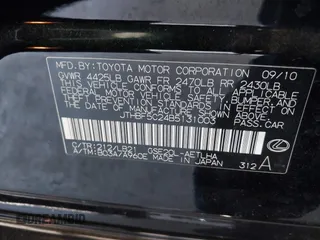 MFD. BY: TOYOTA MOTOR CORPORATION 09/10
GVWR 4425LB GAWR FR 2470LB RR 2430LB
THIS VEHICLE CONFORMS TO ALL APPLICABLE
FEDERAL MOTOR VEHICLE SAFETY, BUMPER, AND
THEFT PREVENTION STANDARDS IN EFFECT ON
THE DATE OF MANUFACTURE SHOWN ABOVE.
JTHBF5C24B5131003 PASS. CAR
C/TR: 212/LB21 GSE20L-AETLHA
A/TM: B03A/A960E MADE IN JAPAN 312 A